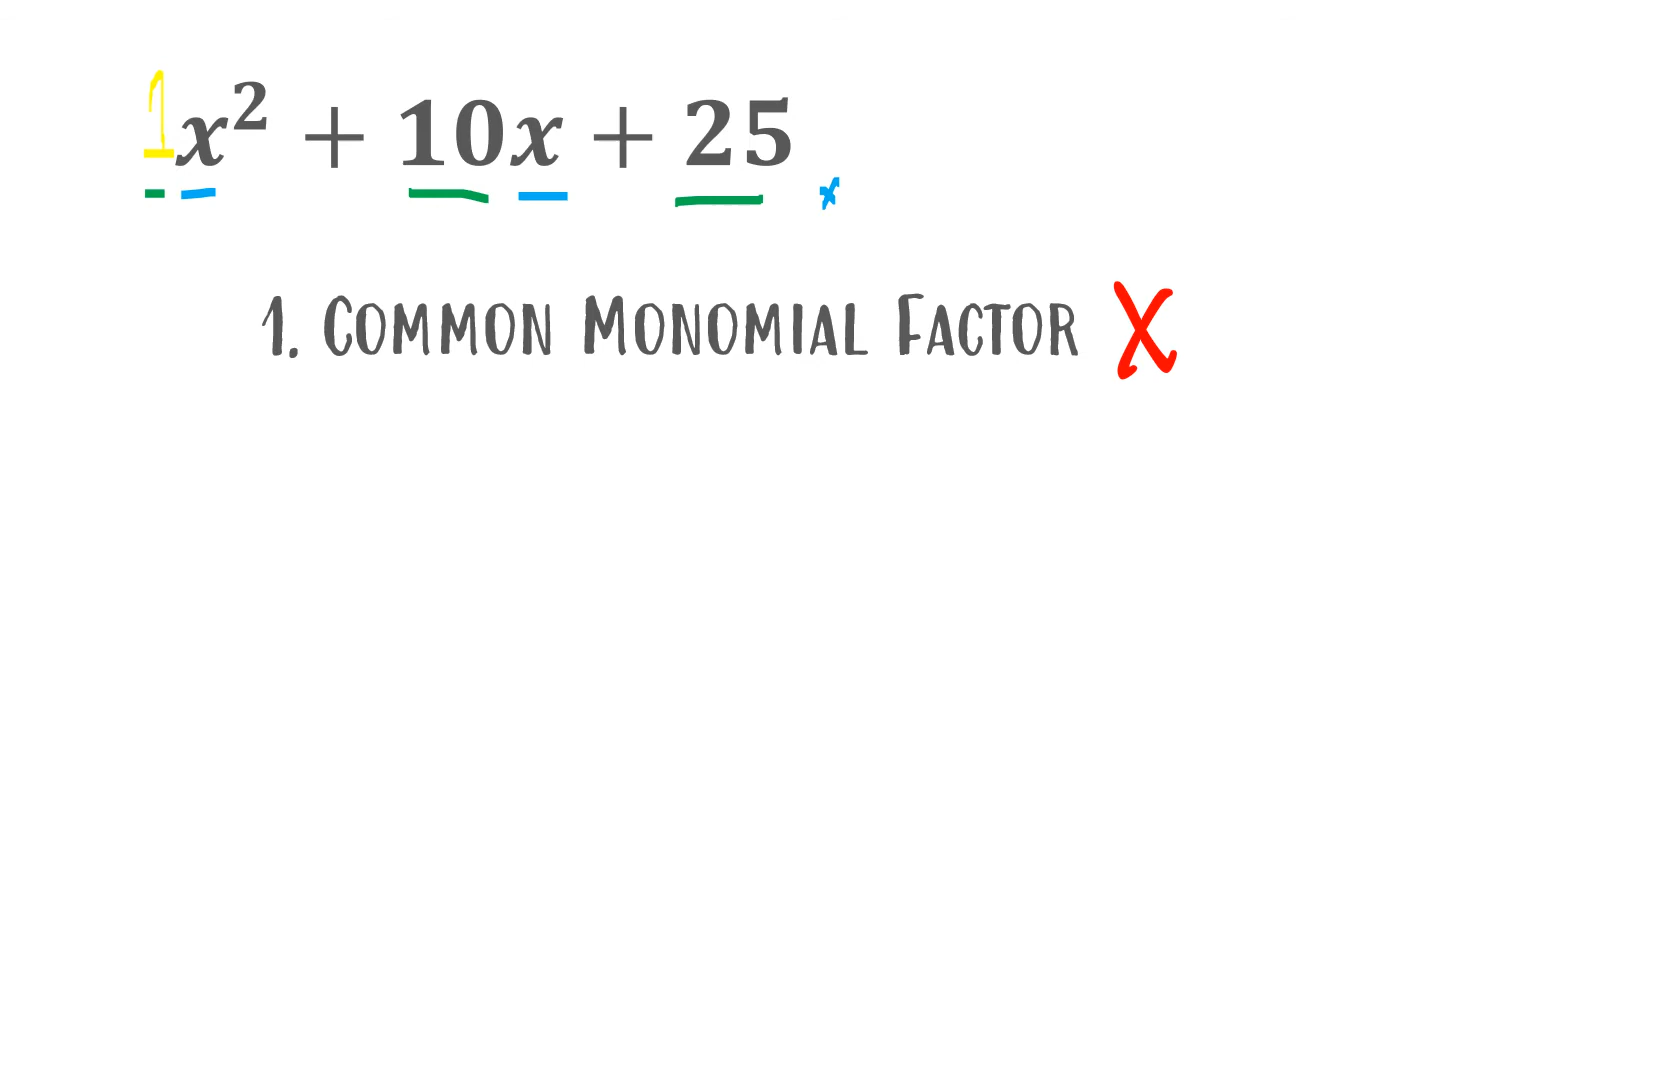 1x² + 10x + 25
1. COMMON MONOMIAL FACTOR X